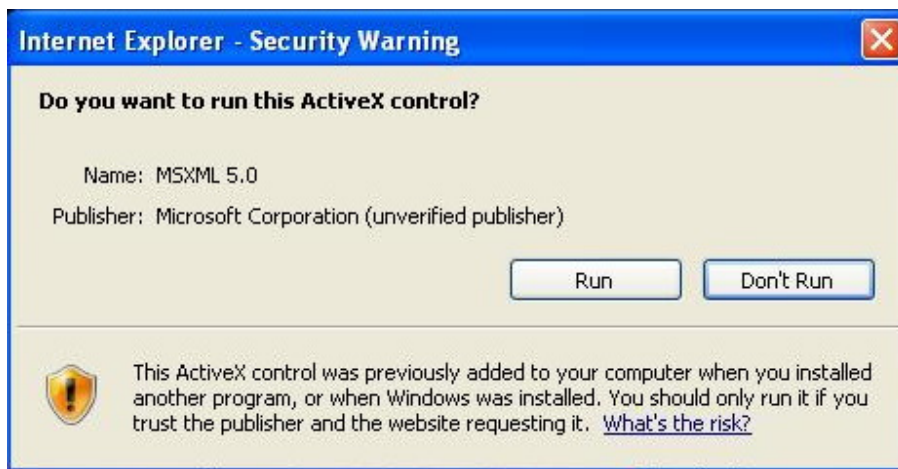 Internet Explorer - Security Warning
Do you want to run this ActiveX control?
Name: MSXML 5.0
Publisher: Microsoft Corporation (unverified publisher)
Run Don't Run
This ActiveX control was previously added to your computer when you installed
another program, or when Windows was installed. You should only run it if you
trust the publisher and the website requesting it. What's the risk?